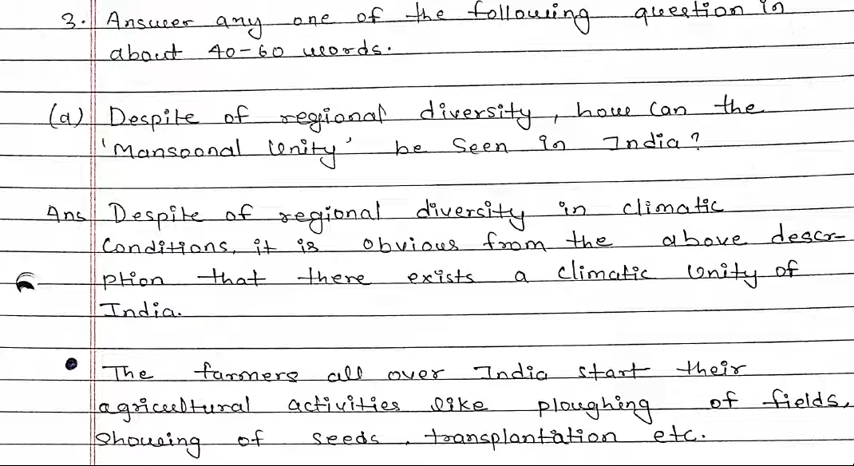 3. Answer any one of the following question in
about 40-60 words.
(a) Despite of regional diversity, how can the
'Mansoonal Unity' be seen in India?
Ans Despite of regional diversity in climatic
Conditions, it is obvious from the above descr-
ption that there exists a climatic Unity of
India.
• The farmers all over India start their
agricultural activities like ploughing of fields,
Showing of seeds, transplantation etc.